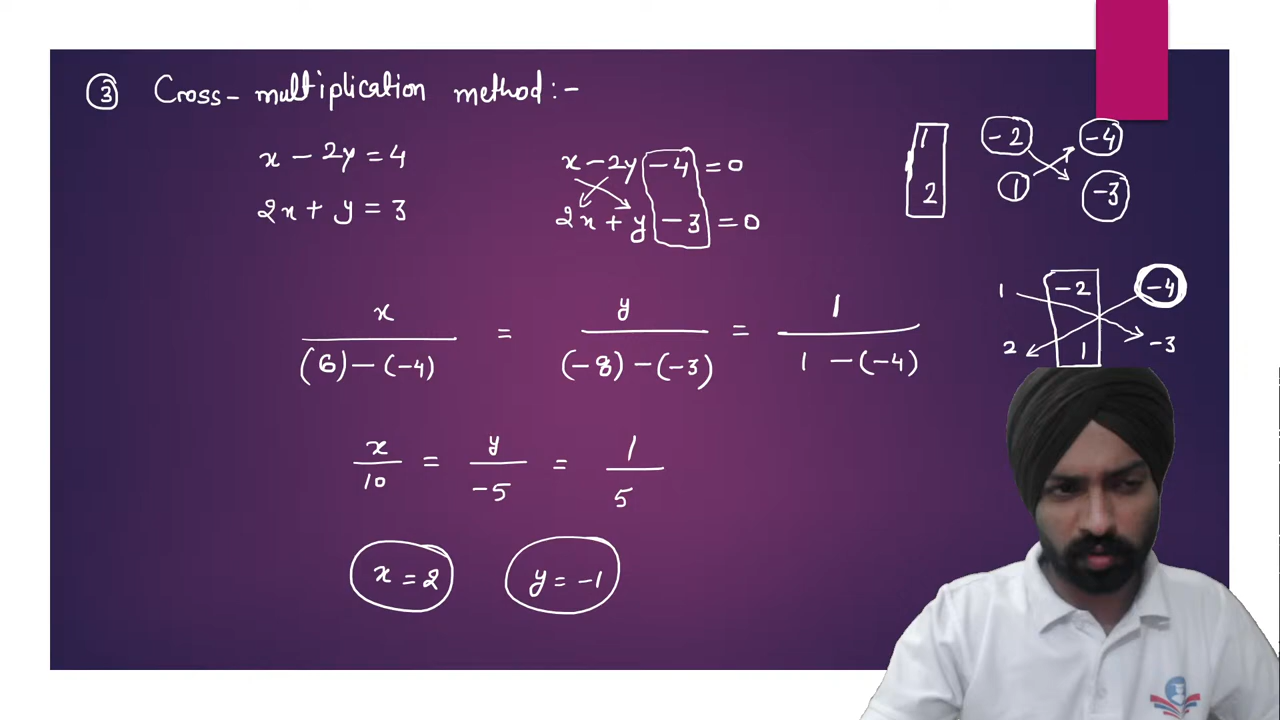 ③ Cross-multiplication method:-
x - 2y = 4
2x + y = 3
x - 2y - 4 = 0
2x + y - 3 = 0
1 -2 -4
2 1 -3
1 -2 -4
2 1 -3
x/((6)-(-4)) = y/((-8)-(-3)) = 1/(1-(-4))
x/10 = y/-5 = 1/5
x = 2 y = -1